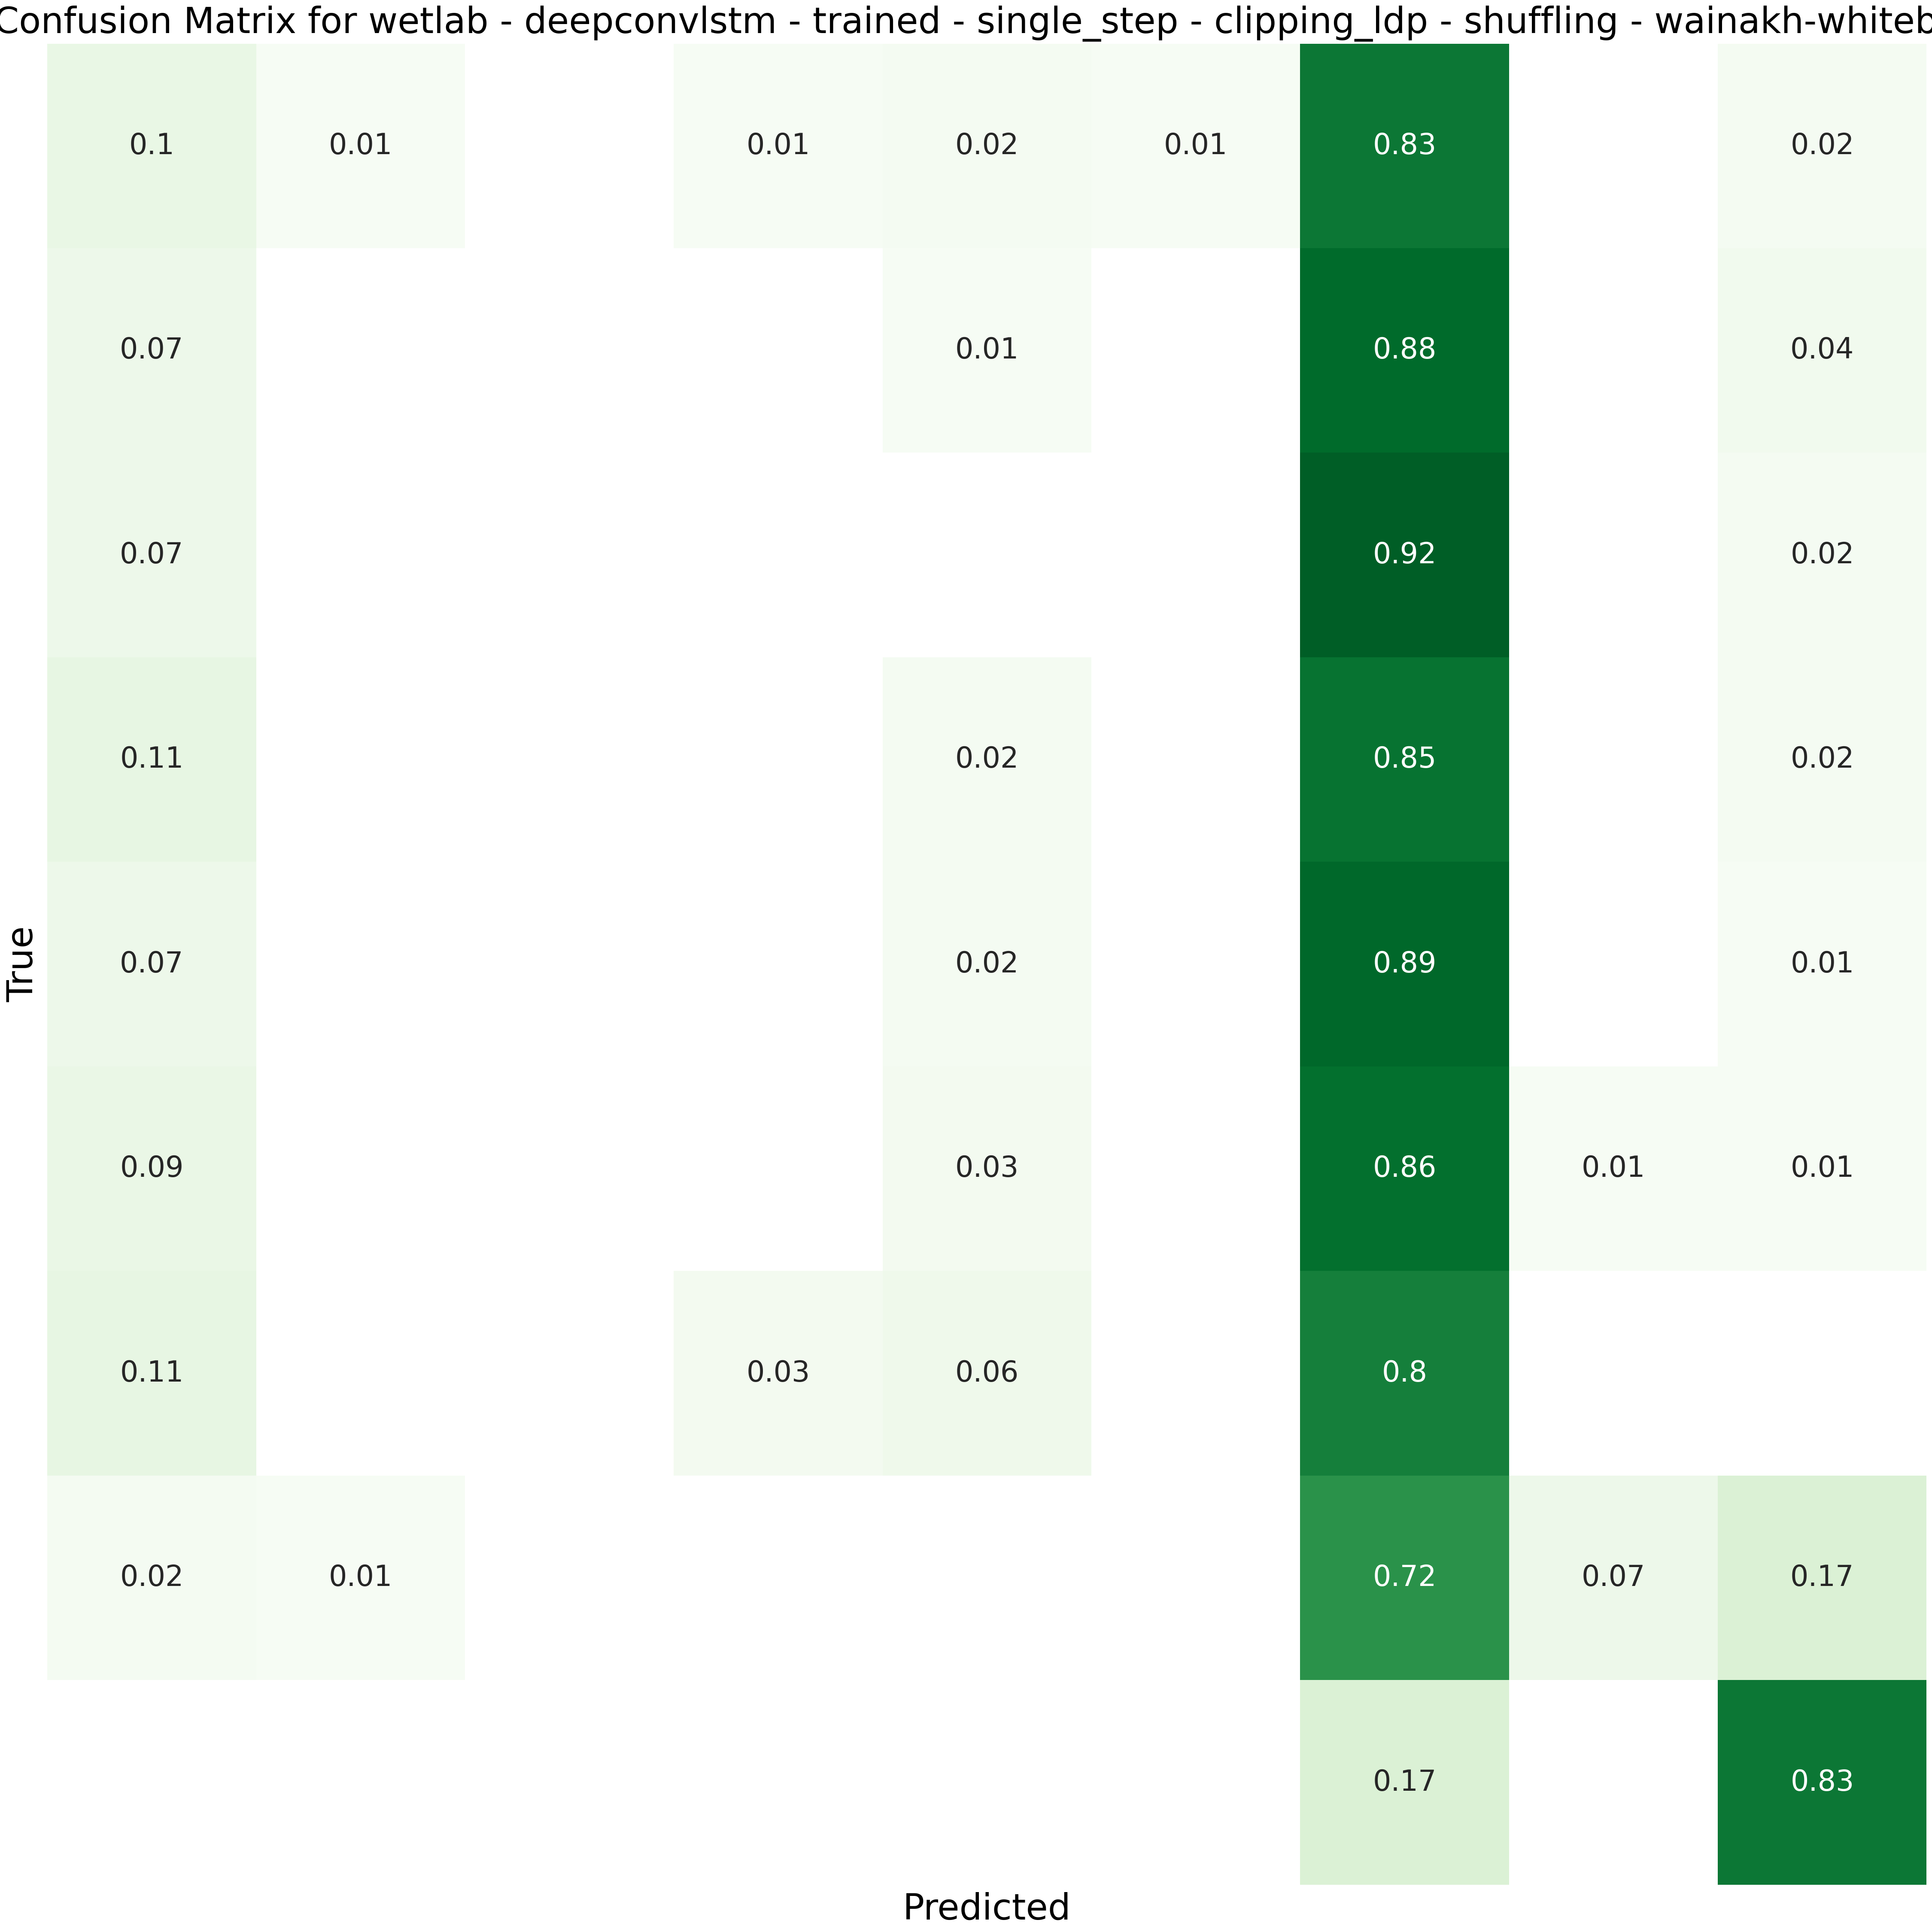 Confusion Matrix for wetlab - deepconvlstm - trained - single_step - clipping_ldp - shuffling - wainakh-whiteb
0.1 0.01 0.01 0.02 0.01 0.83 0.02
0.07 0.01 0.88 0.04
0.07 0.92 0.02
0.11 0.02 0.85 0.02
0.07 0.02 0.89 0.01
0.09 0.03 0.86 0.01 0.01
0.11 0.03 0.06 0.8
0.02 0.01 0.72 0.07 0.17
0.17 0.83
True
Predicted